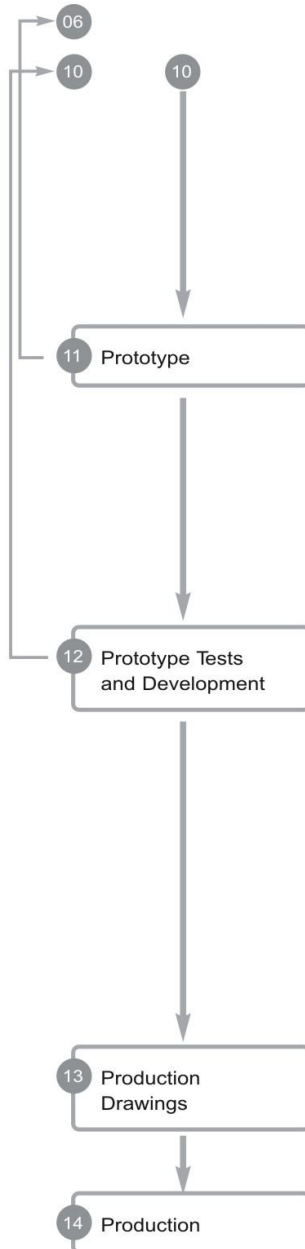 06
10
10
11
Prototype
12
Prototype Tests
and Development
13
Production
Drawings
14
Production